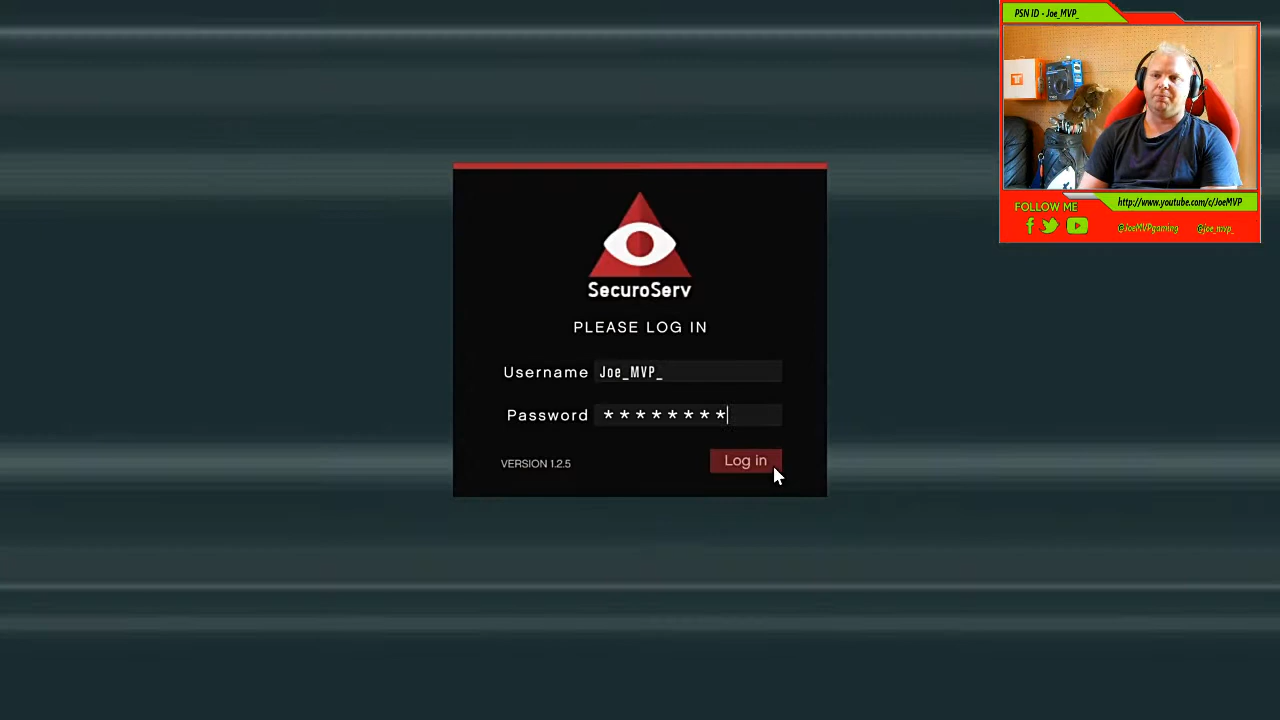 PSN ID - Joe_MVP_
http://www.youtube.com/c/JoeMVP
FOLLOW ME
@JoeMVPgaming @joe_mvp_
SecuroServ
PLEASE LOG IN
Username Joe_MVP_
Password ********
VERSION 1.2.5 Log in